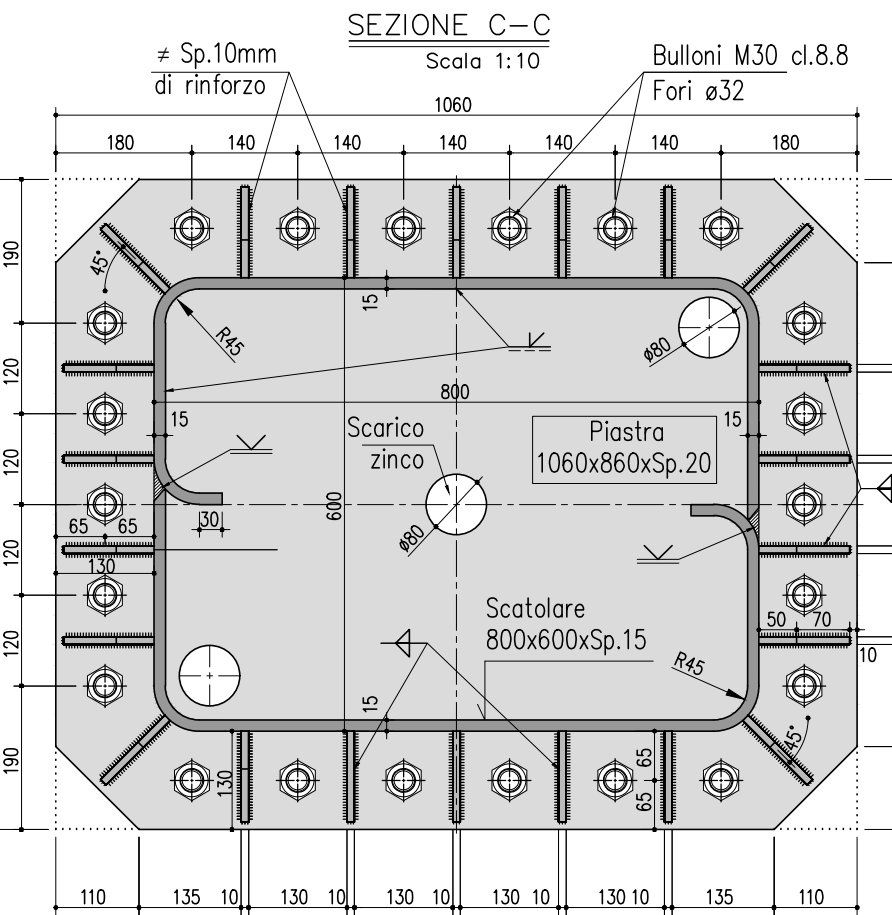 SEZIONE C-C
Scala 1:10
≠ Sp.10mm
di rinforzo
Bulloni M30 cl.8.8
Fori ø32
1060
180 140 140 140 140 140 180
190
45°
15
R45
ø80
120
800
15
15
Scarico
zinco
Piastra
1060x860xSp.20
120
600
30
ø80
65 65
130
120
Scatolare
800x600xSp.15
50 70
10
120
R45
15
45°
190
130
65
65
110 135 10 130 10 130 10 130 10 130 10 135 110